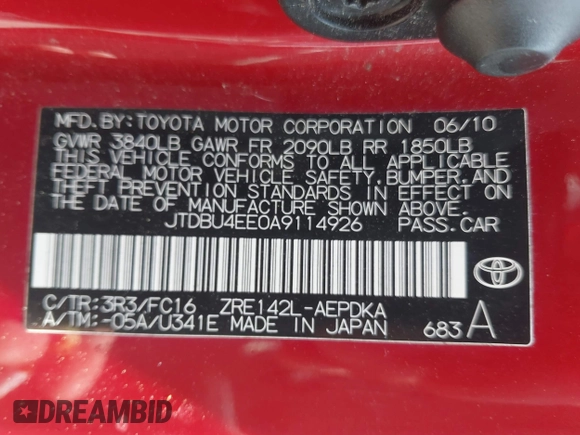 MFD. BY: TOYOTA MOTOR CORPORATION 06/10
GVWR 3840LB GAWR FR 2090LB RR 1850LB
THIS VEHICLE CONFORMS TO ALL APPLICABLE
FEDERAL MOTOR VEHICLE SAFETY, BUMPER, AND
THEFT PREVENTION STANDARDS IN EFFECT ON
THE DATE OF MANUFACTURE SHOWN ABOVE.
JTDBU4EE0A9114926 PASS. CAR
C/TR: 3R3/FC16 ZRE142L-AEPDKA
A/TM: -05A/U341E MADE IN JAPAN 683 A
DREAMBID